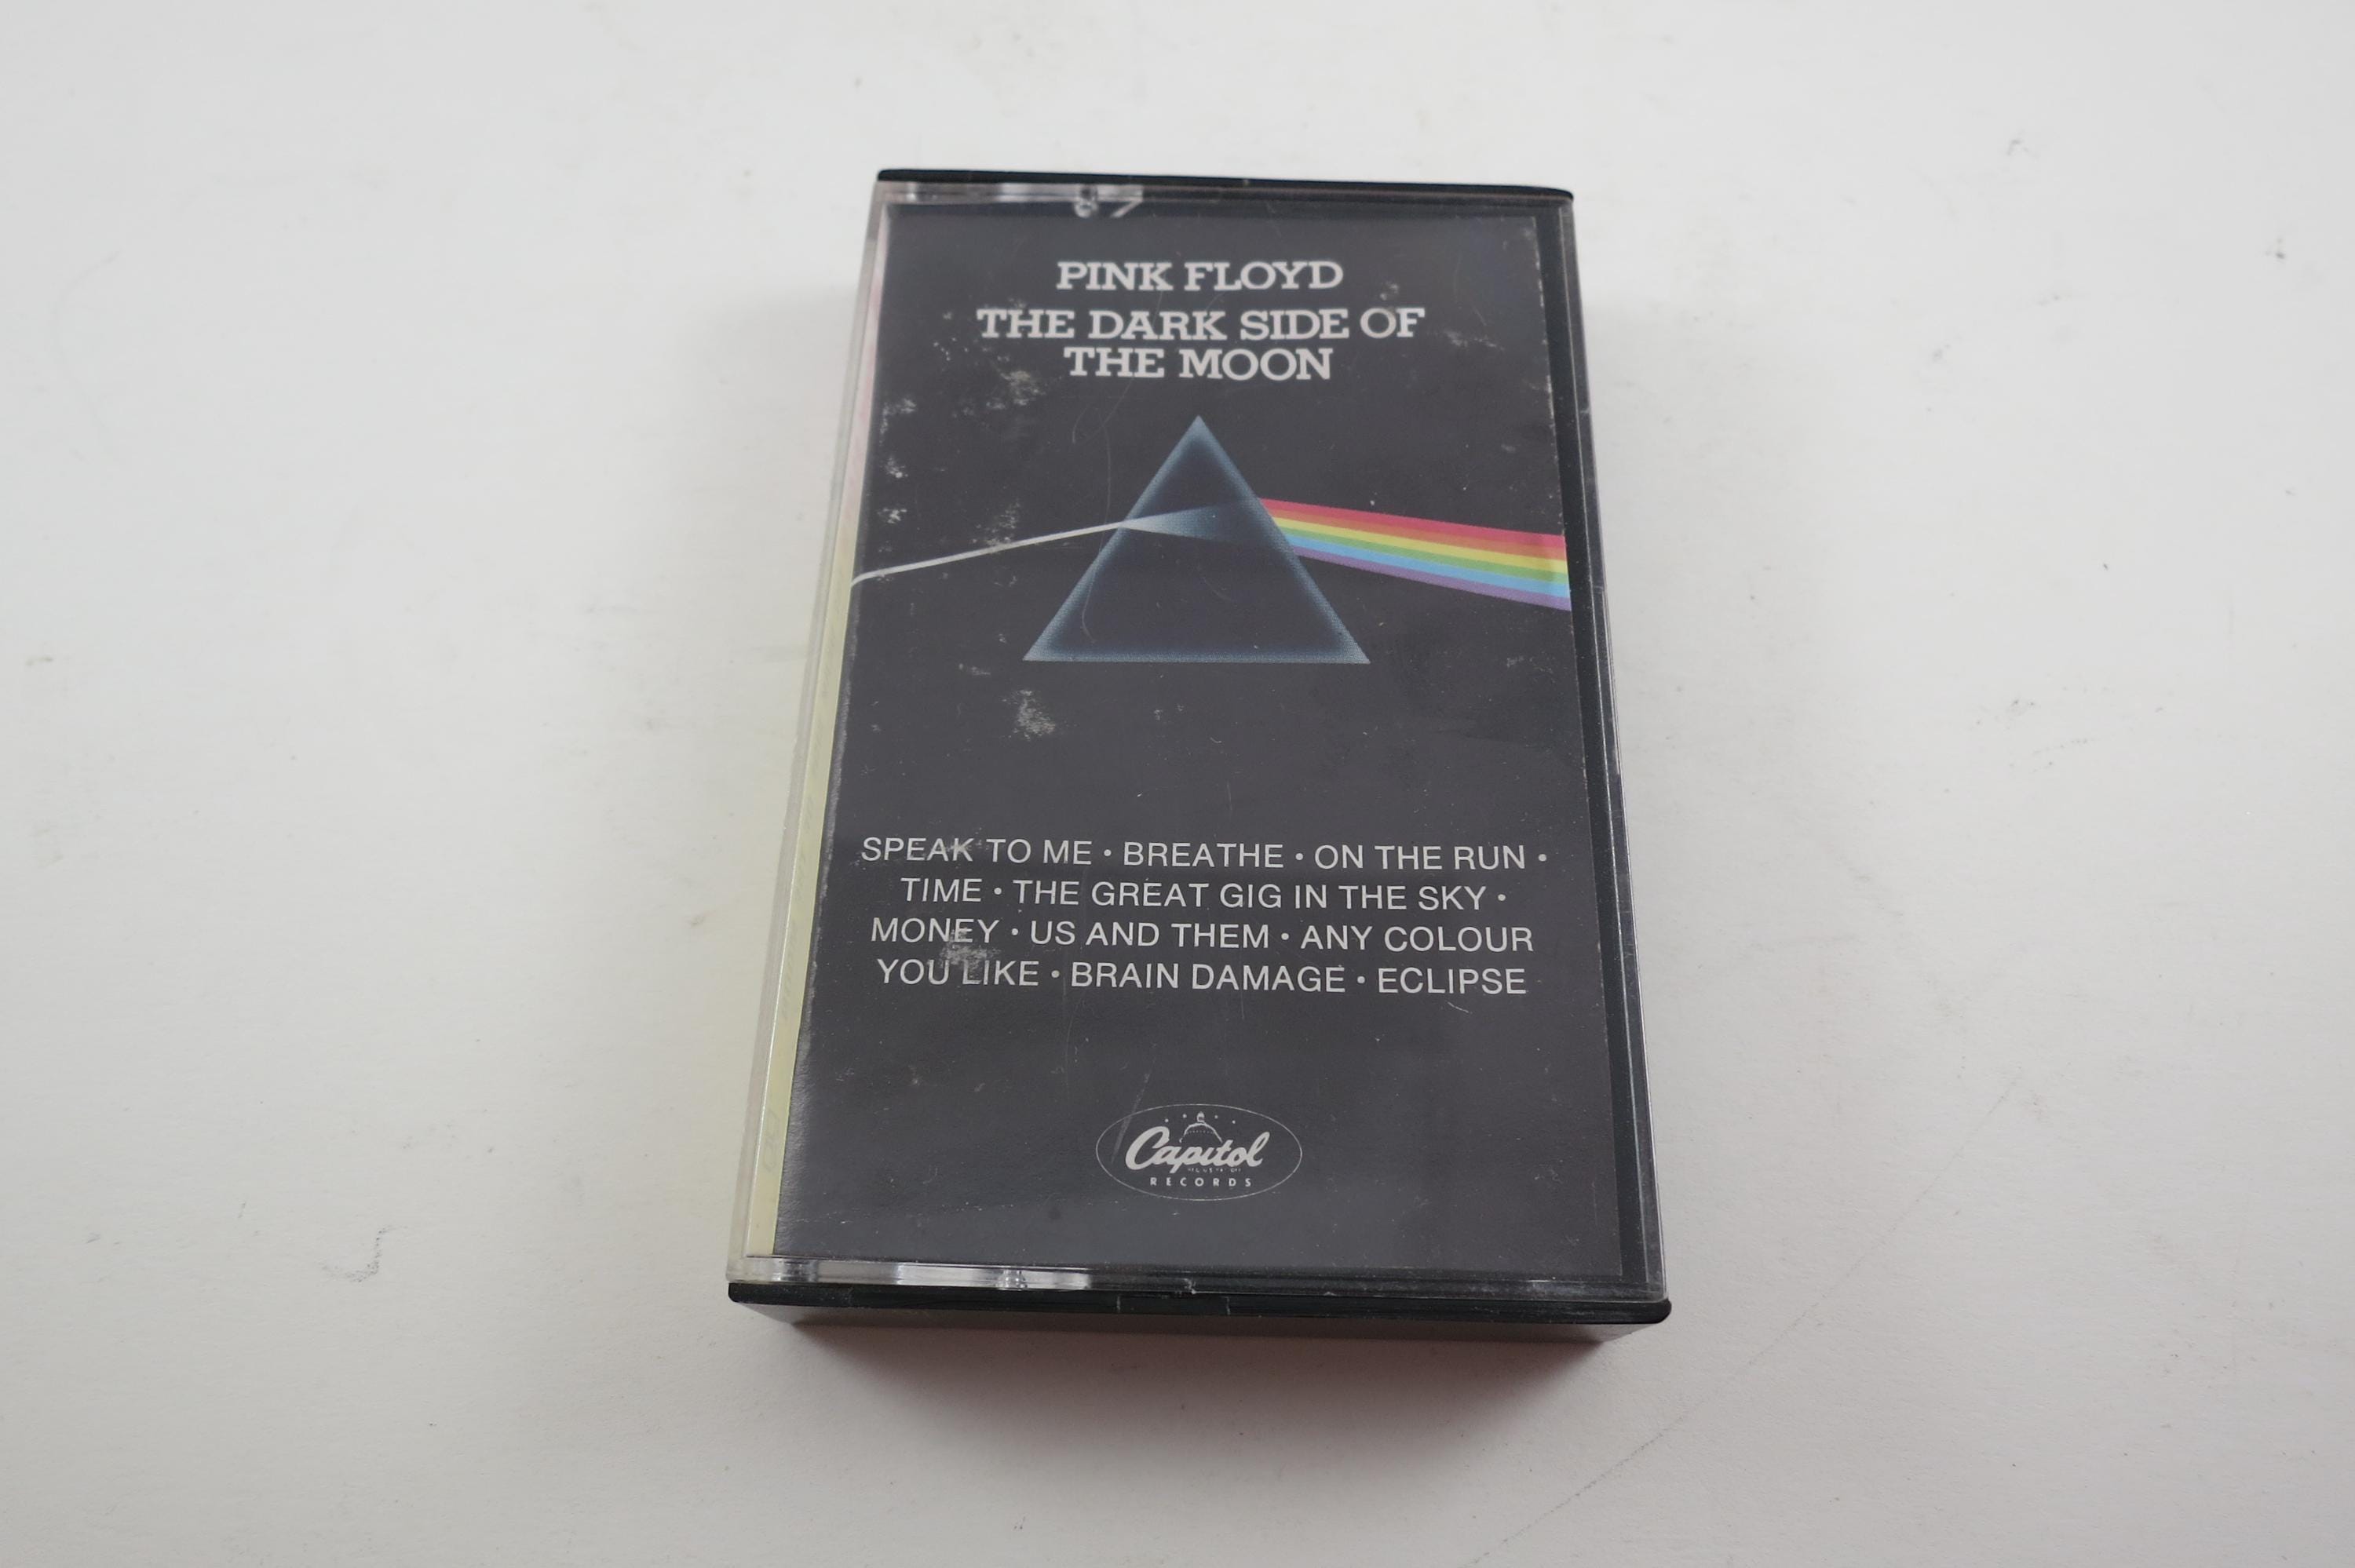 PINK FLOYD
THE DARK SIDE OF
THE MOON
SPEAK TO ME • BREATHE • ON THE RUN •
TIME • THE GREAT GIG IN THE SKY •
MONEY • US AND THEM • ANY COLOUR
YOU LIKE • BRAIN DAMAGE • ECLIPSE
Capitol
RECORDS